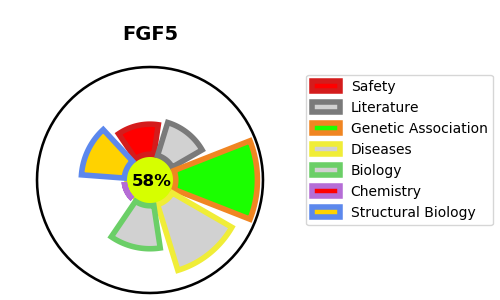 FGF5
58%
Safety
Literature
Genetic Association
Diseases
Biology
Chemistry
Structural Biology